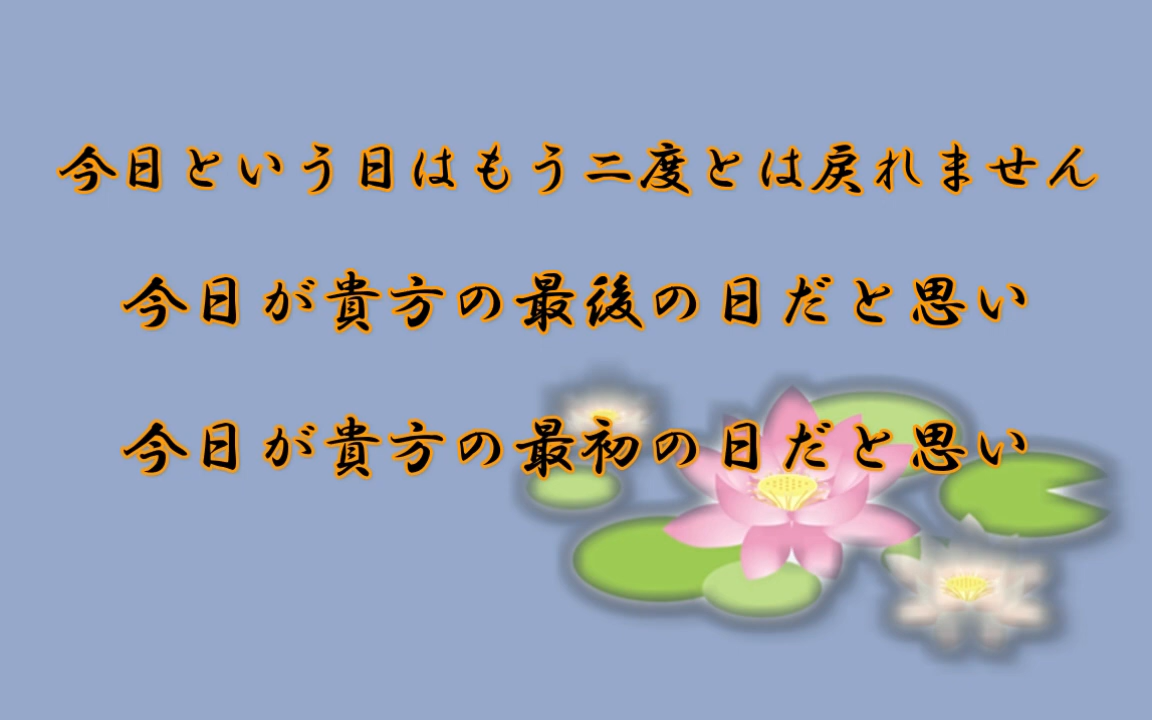 今日という日はもう二度とは戻れません
今日が貴方の最後の日だと思い
今日が貴方の最初の日だと思い